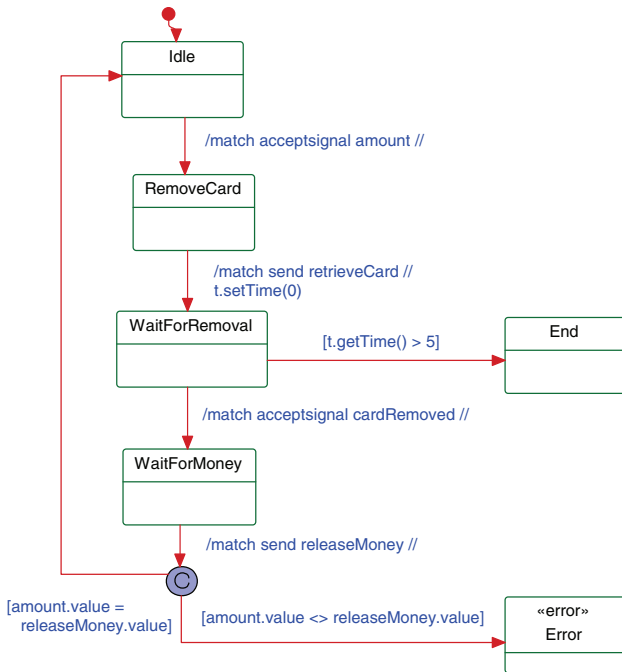 Idle
/match acceptsignal amount //
RemoveCard
/match send retrieveCard //
t.setTime(0)
WaitForRemoval
[t.getTime() > 5]
End
/match acceptsignal cardRemoved //
WaitForMoney
/match send releaseMoney //
C
[amount.value =
releaseMoney.value]
[amount.value <> releaseMoney.value]
«error»
Error